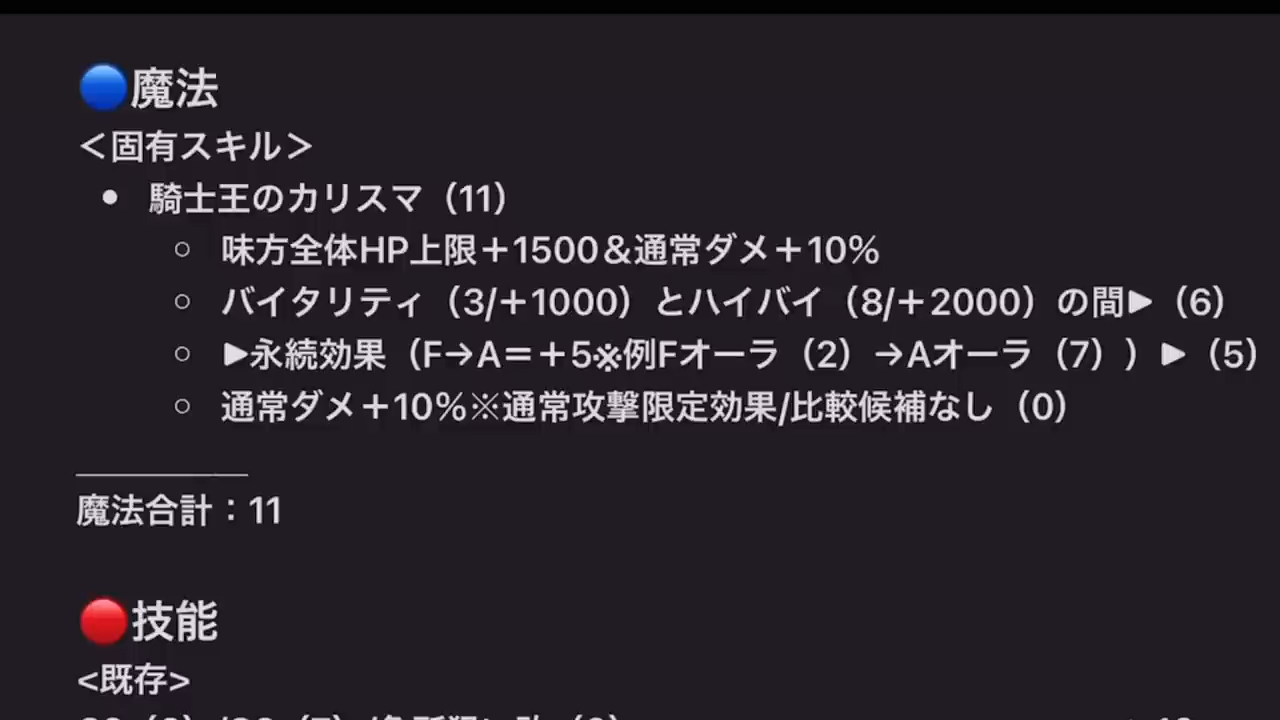 🔵魔法
＜固有スキル＞
• 騎士王のカリスマ（11）
○ 味方全体HP上限＋1500＆通常ダメ＋10%
○ バイタリティ（3/＋1000）とハイバイ（8/＋2000）の間▶（6）
○ ▶永続効果（F→A＝＋5※例Fオーラ（2）→Aオーラ（7））▶（5）
○ 通常ダメ＋10%※通常攻撃限定効果/比較候補なし（0）
魔法合計：11
🔴技能
<既存>